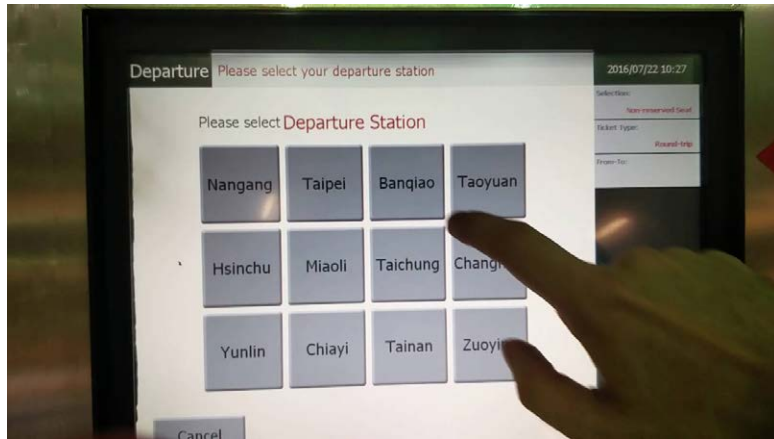 Departure Please select your departure station
2016/07/22 10:27
Selection:
Non-reserved Seat
Ticket Type:
Round-trip
From-To:
Please select Departure Station
Nangang Taipei Banqiao Taoyuan
Hsinchu Miaoli Taichung
Yunlin Chiayi Tainan
Cancel